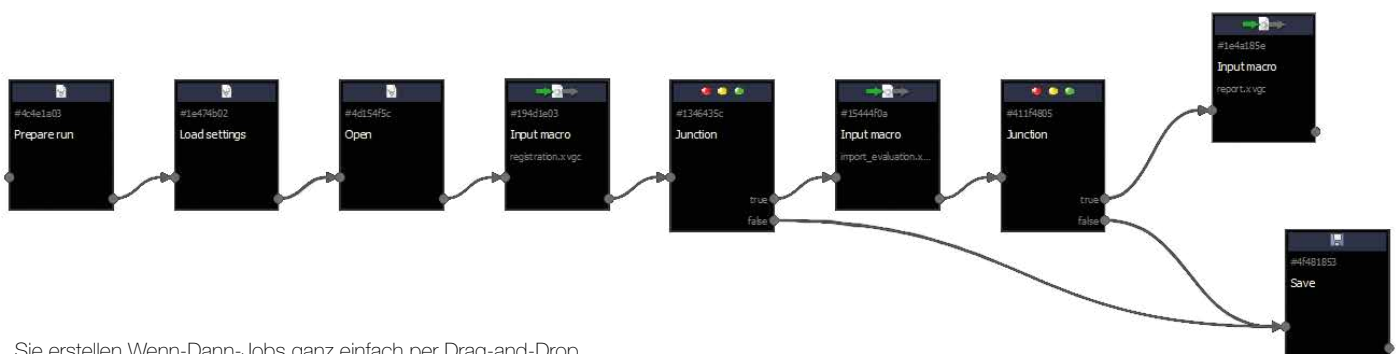 #4c4e1a03
Prepare run
#1e474b02
Load settings
#4d154f5c
Open
#194d1e03
Input macro
registration.xvgc
#1346435c
Junction
true
false
#15444f0a
Input macro
import_evaluation.x...
#411f4805
Junction
true
false
#1e4a185e
Input macro
report.xvgc
#4f481853
Save
Sie erstellen Wenn-Dann-Jobs ganz einfach per Drag-and-Drop